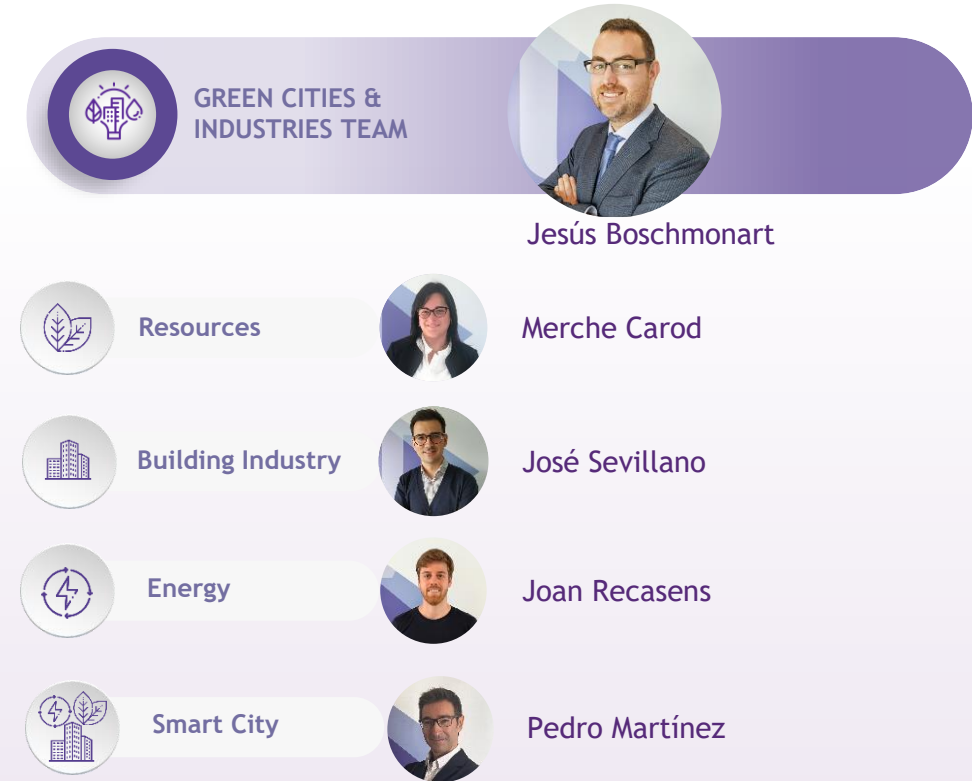 GREEN CITIES &
INDUSTRIES TEAM
Jesús Boschmonart
Resources
Merche Carod
Building Industry
José Sevillano
Energy
Joan Recasens
Smart City
Pedro Martínez